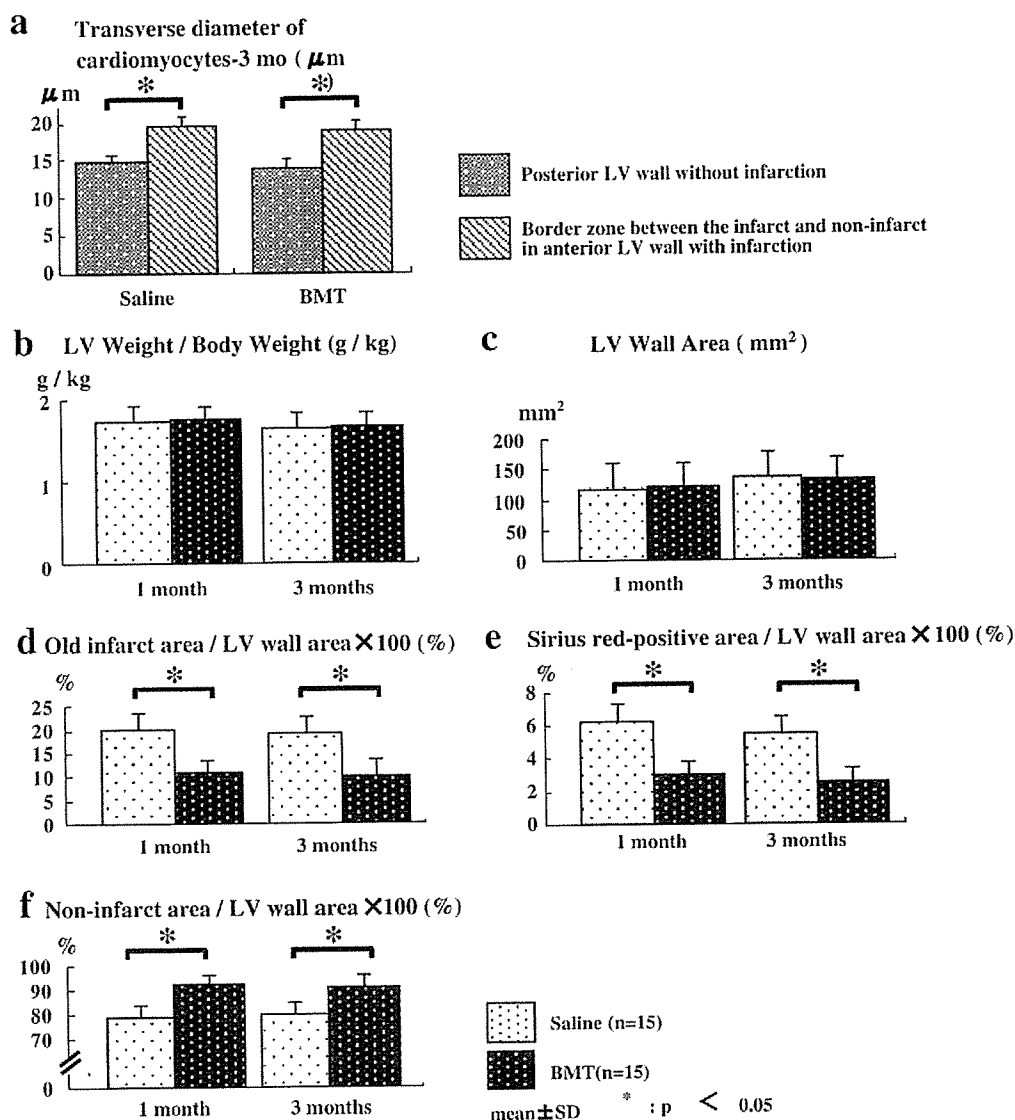 a
Transverse diameter of
cardiomyocytes-3 mo ( μm
*
*)
μm
20
15
10
5
0
Saline
BMT
Posterior LV wall without infarction
Border zone between the infarct and non-infarct
in anterior LV wall with infarction
b LV Weight / Body Weight (g / kg)
g / kg
2
1
0
1 month
3 months
c LV Wall Area ( mm²)
mm²
200
150
100
50
0
1 month
3 months
d Old infarct area / LV wall area ×100 (%)
%
*
*
25
20
15
10
5
0
1 month
3 months
e Sirius red-positive area / LV wall area ×100 (%)
%
*
*
8
6
4
2
0
1 month
3 months
f Non-infarct area / LV wall area ×100 (%)
%
*
*
100
90
80
70
0
1 month
3 months
Saline (n=15)
BMT(n=15)
mean±SD * : p < 0.05